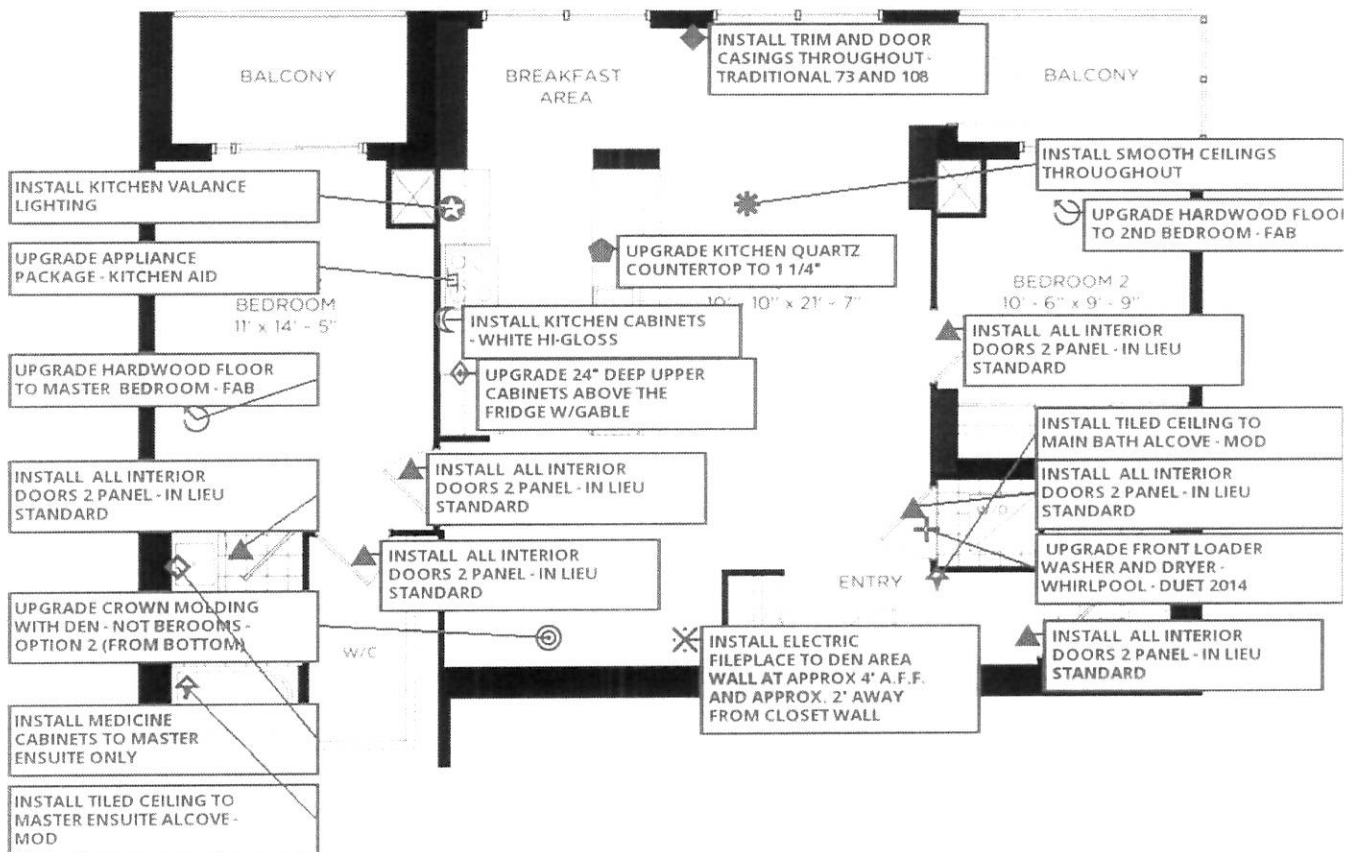 INSTALL TRIM AND DOOR
CASINGS THROUGHOUT -
TRADITIONAL 73 AND 108
BALCONY
BREAKFAST
AREA
BALCONY
INSTALL SMOOTH CEILINGS
THROUOGHOUT
INSTALL KITCHEN VALANCE
LIGHTING
UPGRADE HARDWOOD FLOO
TO 2ND BEDROOM - FAB
UPGRADE APPLIANCE
PACKAGE - KITCHEN AID
UPGRADE KITCHEN QUARTZ
COUNTERTOP TO 1 1/4"
BEDROOM
11' x 14' - 5"
10' - 10" x 21' - 7"
BEDROOM 2
10' - 6" x 9' - 9"
INSTALL KITCHEN CABINETS
- WHITE HI-GLOSS
INSTALL ALL INTERIOR
DOORS 2 PANEL - IN LIEU
STANDARD
UPGRADE HARDWOOD FLOOR
TO MASTER BEDROOM - FAB
UPGRADE 24" DEEP UPPER
CABINETS ABOVE THE
FRIDGE W/GABLE
INSTALL TILED CEILING TO
MAIN BATH ALCOVE - MOD
INSTALL ALL INTERIOR
DOORS 2 PANEL - IN LIEU
STANDARD
INSTALL ALL INTERIOR
DOORS 2 PANEL - IN LIEU
STANDARD
INSTALL ALL INTERIOR
DOORS 2 PANEL - IN LIEU
STANDARD
W/D
INSTALL ALL INTERIOR
DOORS 2 PANEL - IN LIEU
STANDARD
UPGRADE FRONT LOADER
WASHER AND DRYER -
WHIRLPOOL - DUET 2014
ENTRY
UPGRADE CROWN MOLDING
WITH DEN - NOT BEROOMS -
OPTION 2 (FROM BOTTOM)
W/C
INSTALL ELECTRIC
FILEPLACE TO DEN AREA
WALL AT APPROX 4' A.F.F.
AND APPROX. 2' AWAY
FROM CLOSET WALL
INSTALL ALL INTERIOR
DOORS 2 PANEL - IN LIEU
STANDARD
INSTALL MEDICINE
CABINETS TO MASTER
ENSUITE ONLY
INSTALL TILED CEILING TO
MASTER ENSUITE ALCOVE -
MOD